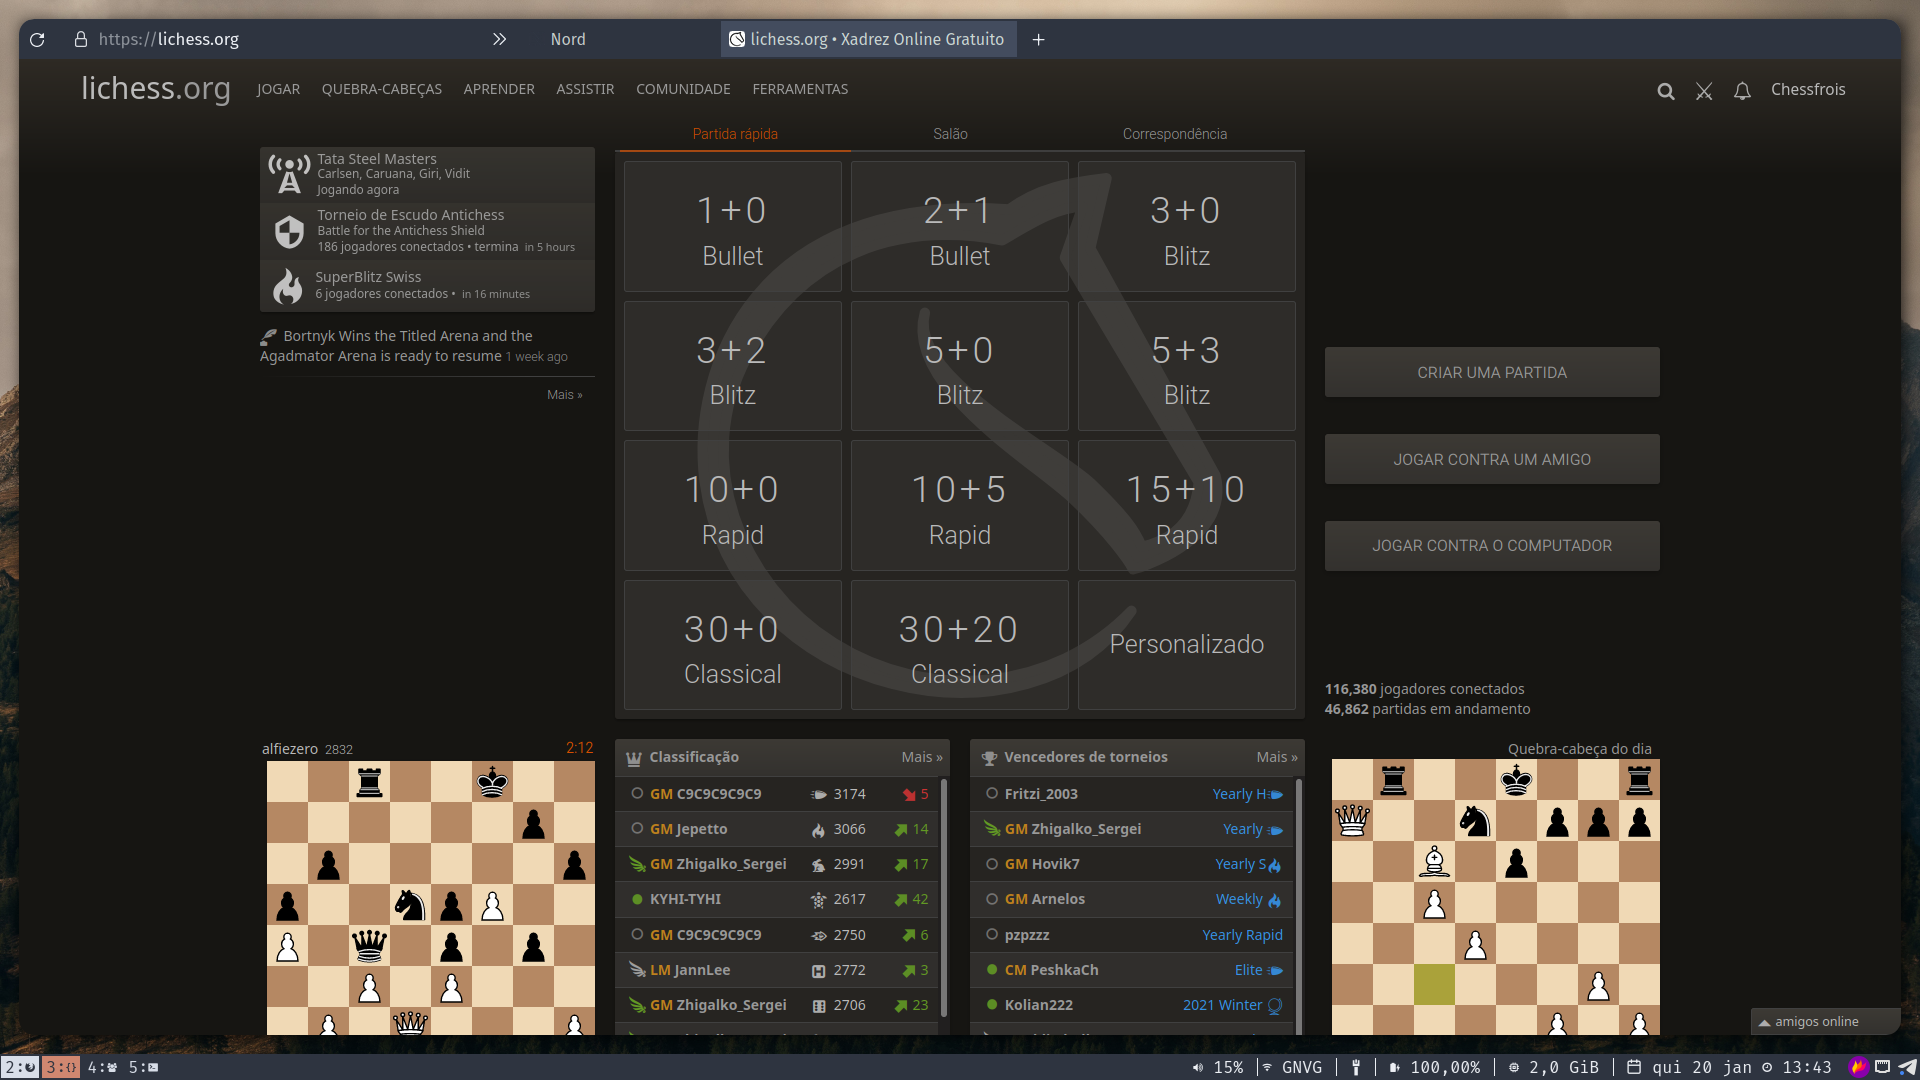 https://lichess.org
Nord
lichess.org • Xadrez Online Gratuito
lichess.org
JOGAR
QUEBRA-CABEÇAS
APRENDER
ASSISTIR
COMUNIDADE
FERRAMENTAS
Chessfrois
Partida rápida
Salão
Correspondência
Tata Steel Masters
Carlsen, Caruana, Giri, Vidit
Jogando agora
Torneio de Escudo Antichess
Battle for the Antichess Shield
186 jogadores conectados • termina in 5 hours
SuperBlitz Swiss
6 jogadores conectados • in 16 minutes
Bortnyk Wins the Titled Arena and the
Agadmator Arena is ready to resume 1 week ago
Mais »
1+0
Bullet
2+1
Bullet
3+0
Blitz
3+2
Blitz
5+0
Blitz
5+3
Blitz
10+0
Rapid
10+5
Rapid
15+10
Rapid
30+0
Classical
30+20
Classical
Personalizado
CRIAR UMA PARTIDA
JOGAR CONTRA UM AMIGO
JOGAR CONTRA O COMPUTADOR
116,380 jogadores conectados
46,862 partidas em andamento
alfiezero 2832 2:12
Classificação Mais »
GM C9C9C9C9C9 3174 5
GM Jepetto 3066 14
GM Zhigalko_Sergei 2991 17
KYHI-TYHI 2617 42
GM C9C9C9C9C9 2750 6
LM JannLee 2772 3
GM Zhigalko_Sergei 2706 23
Vencedores de torneios Mais »
Fritzi_2003 Yearly H
GM Zhigalko_Sergei Yearly
GM Hovik7 Yearly S
GM Arnelos Weekly
pzpzzz Yearly Rapid
CM PeshkaCh Elite
Kolian222 2021 Winter
Quebra-cabeça do dia
amigos online
2: 3: 4: 5:
15% GNVG 100,00% 2,0 GiB qui 20 jan 13:43